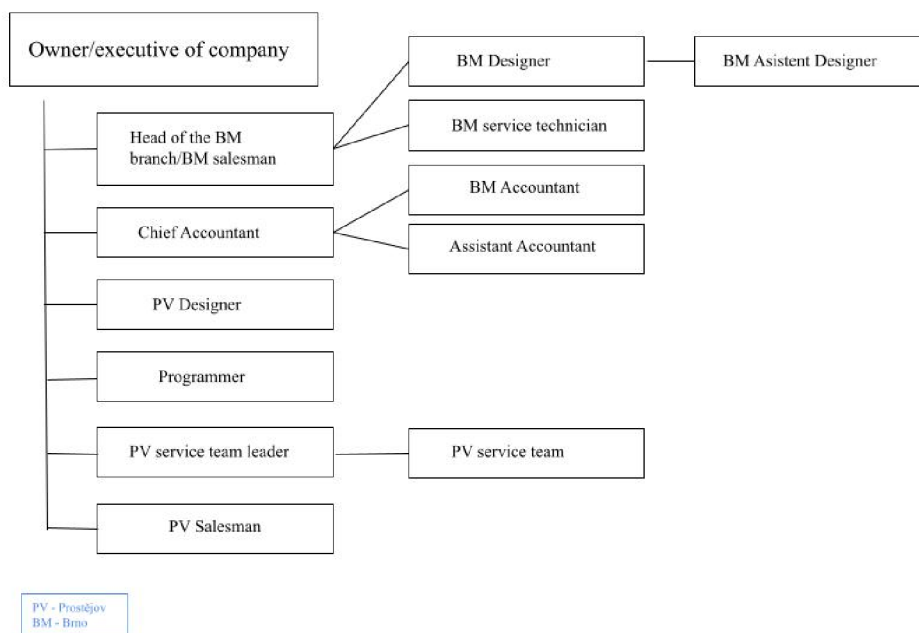 Owner/executive of company
BM Designer
BM Asistent Designer
Head of the BM
branch/BM salesman
BM service technician
BM Accountant
Chief Accountant
Assistant Accountant
PV Designer
Programmer
PV service team leader
PV service team
PV Salesman
PV - Prostějov
BM - Brno